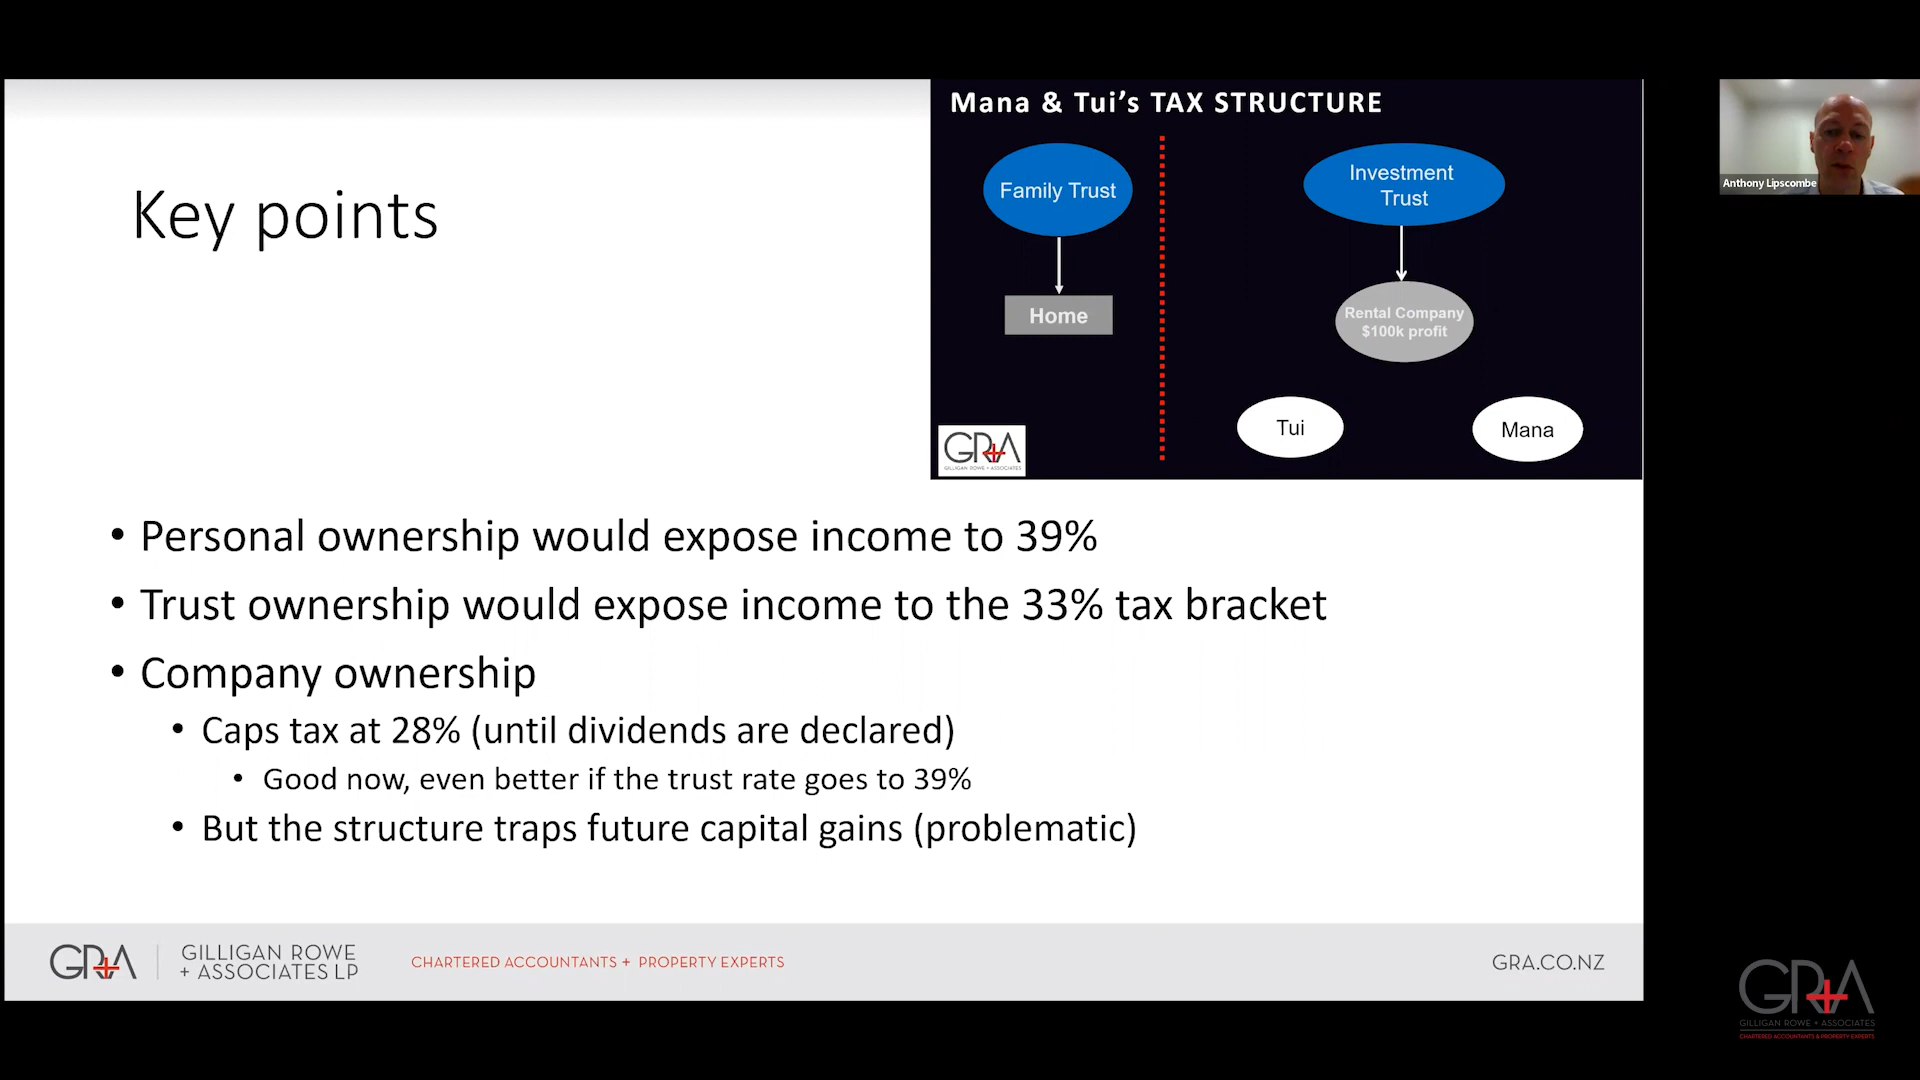 Mana & Tui's TAX STRUCTURE
Family Trust
Home
Investment
Trust
Rental Company
$100k profit
Tui
Mana
GRA
GILLIGAN ROWE + ASSOCIATES
Anthony Lipscombe
Key points
• Personal ownership would expose income to 39%
• Trust ownership would expose income to the 33% tax bracket
• Company ownership
• Caps tax at 28% (until dividends are declared)
• Good now, even better if the trust rate goes to 39%
• But the structure traps future capital gains (problematic)
GRA
GILLIGAN ROWE
+ ASSOCIATES LP
CHARTERED ACCOUNTANTS + PROPERTY EXPERTS
GRA.CO.NZ
GRA
GILLIGAN ROWE + ASSOCIATES
CHARTERED ACCOUNTANTS & PROPERTY EXPERTS